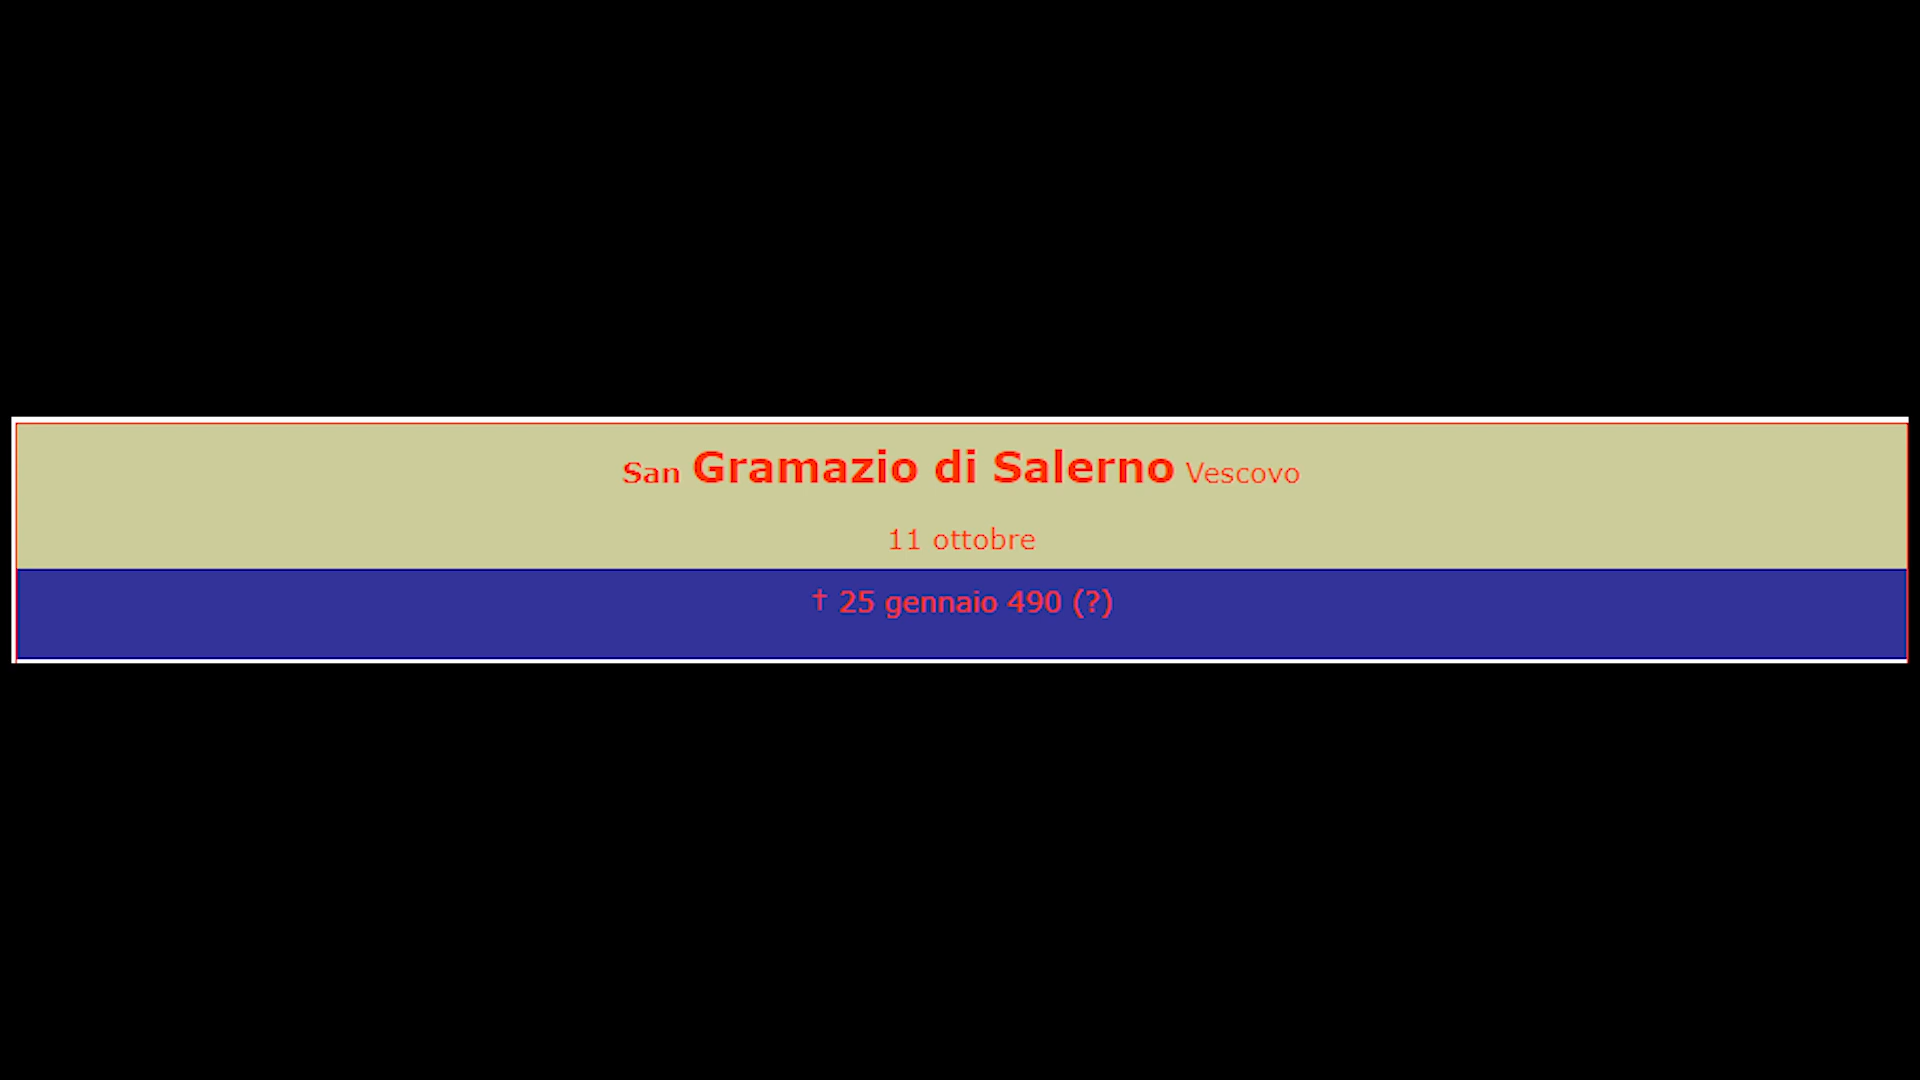 San Gramazio di Salerno Vescovo
11 ottobre
† 25 gennaio 490 (?)